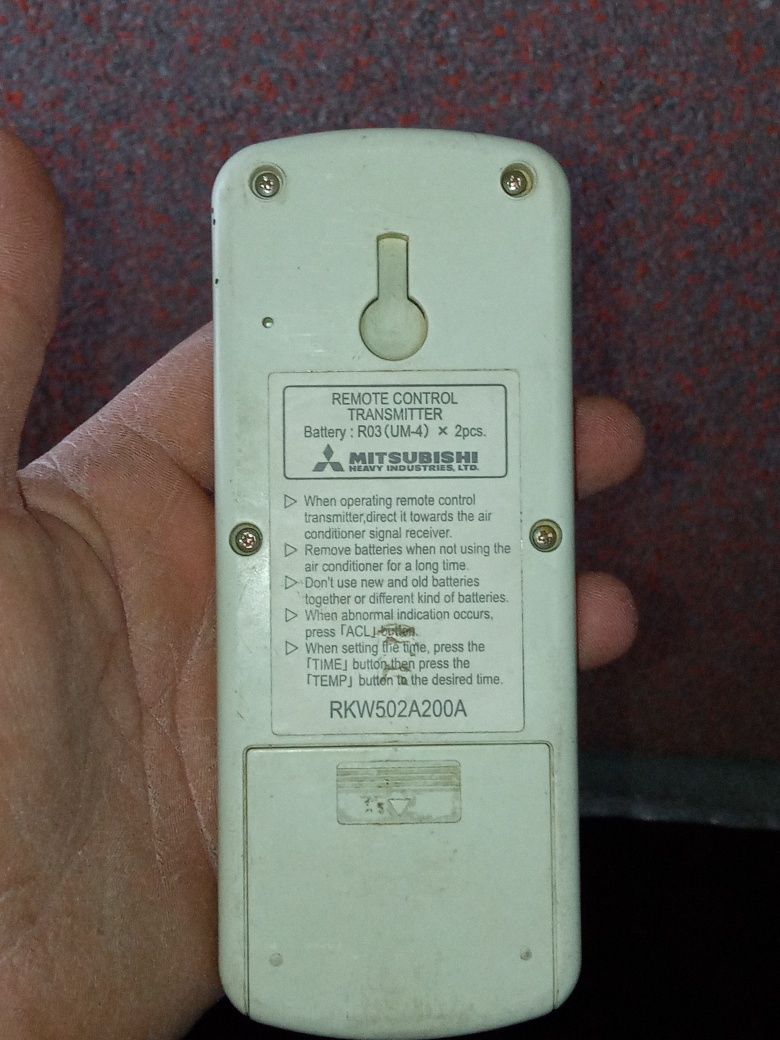 REMOTE CONTROL
TRANSMITTER
Battery : R03(UM-4) × 2pcs.
MITSUBISHI
HEAVY INDUSTRIES, LTD.
▷ When operating remote control
transmitter,direct it towards the air
conditioner signal receiver.
▷ Remove batteries when not using the
air conditioner for a long time.
▷ Don't use new and old batteries
together or different kind of batteries.
▷ When abnormal indication occurs,
press「ACL」button.
▷ When setting the time, press the
「TIME」button then press the
「TEMP」button to the desired time.
RKW502A200A